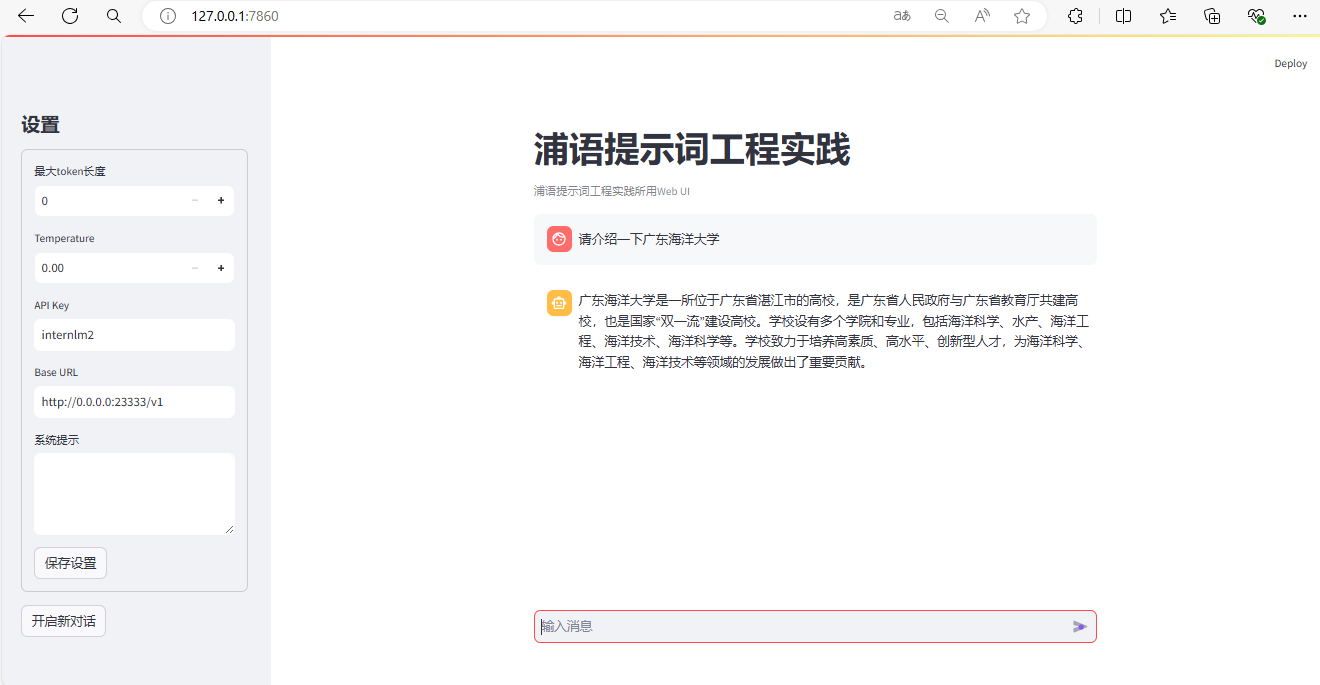 127.0.0.1:7860
aあ
A
Deploy
设置
最大token长度
0
Temperature
0.00
API Key
internlm2
Base URL
http://0.0.0.0:23333/v1
系统提示
保存设置
开启新对话
浦语提示词工程实践
浦语提示词工程实践所用Web UI
请介绍一下广东海洋大学
广东海洋大学是一所位于广东省湛江市的高校，是广东省人民政府与广东省教育厅共建高
校，也是国家“双一流”建设高校。学校设有多个学院和专业，包括海洋科学、水产、海洋工
程、海洋技术、海洋科学等。学校致力于培养高素质、高水平、创新型人才，为海洋科学、
海洋工程、海洋技术等领域的发展做出了重要贡献。
输入消息